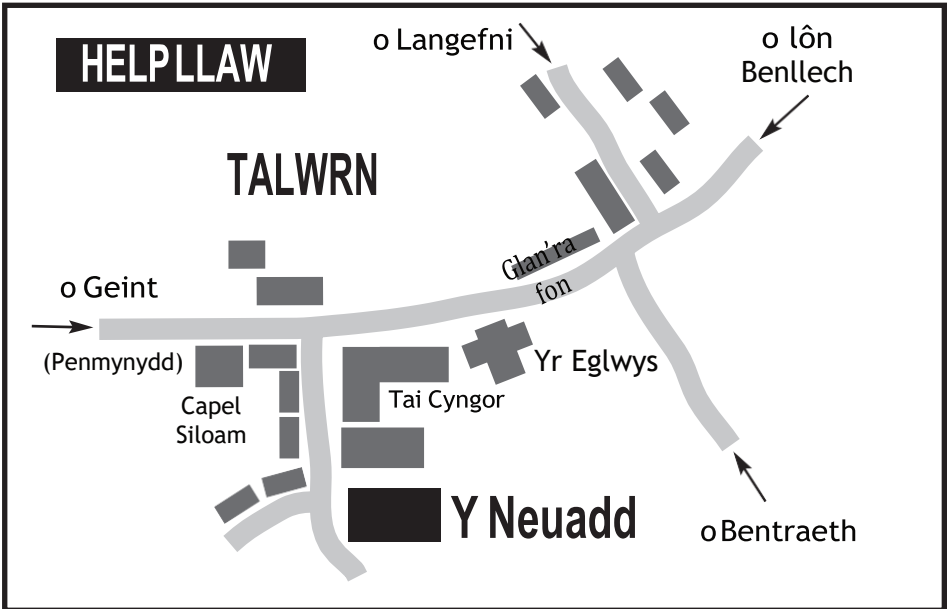 HELP LLAW
o Langefni
o lôn
Benllech
TALWRN
Glan'ra
fon
o Geint
(Penmynydd)
Capel
Siloam
Tai Cyngor
Yr Eglwys
Y Neuadd
o Bentraeth